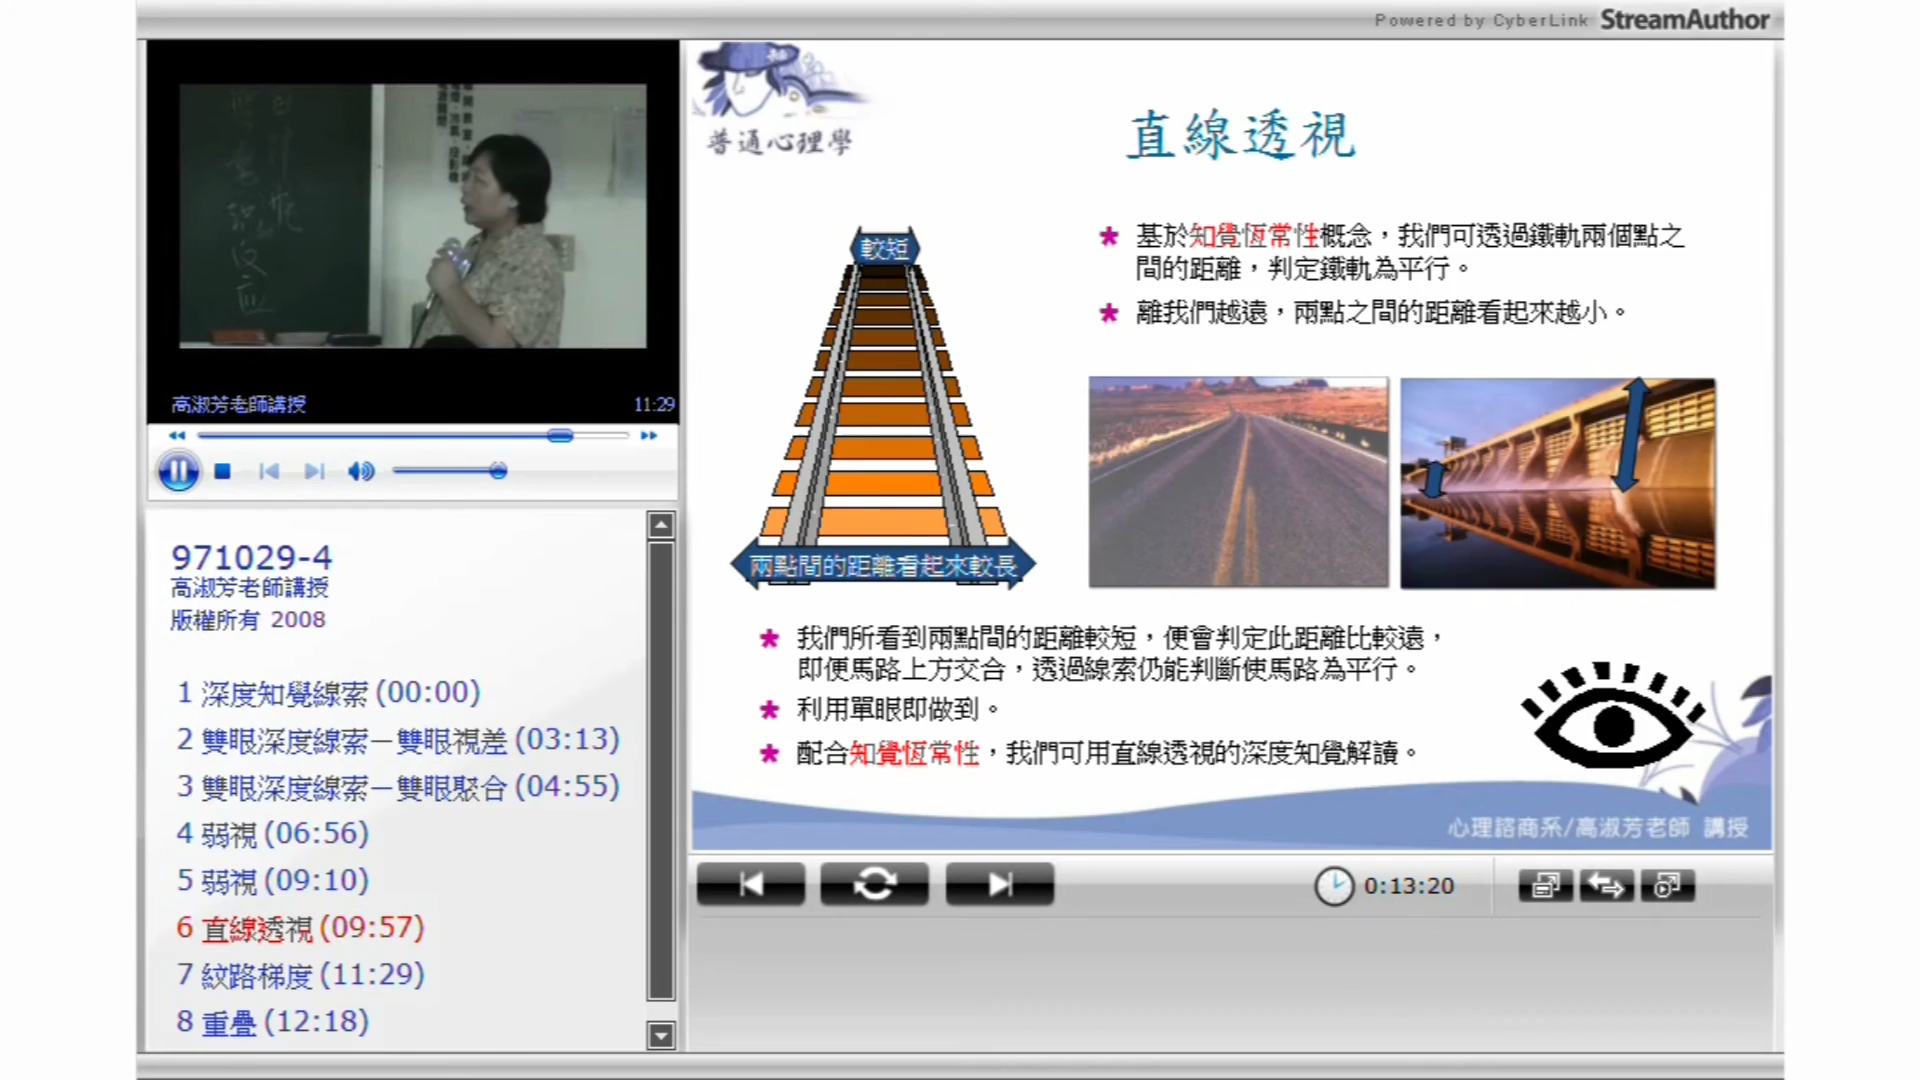 Powered by CyberLink StreamAuthor
高淑芳老師講授
11:29
971029-4
高淑芳老師講授
版權所有 2008
1 深度知覺線索 (00:00)
2 雙眼深度線索－雙眼視差 (03:13)
3 雙眼深度線索－雙眼聚合 (04:55)
4 弱視 (06:56)
5 弱視 (09:10)
6 直線透視 (09:57)
7 紋路梯度 (11:29)
8 重疊 (12:18)
普通心理學
直線透視
基於知覺恆常性概念，我們可透過鐵軌兩個點之
間的距離，判定鐵軌為平行。
離我們越遠，兩點之間的距離看起來越小。
較短
兩點間的距離看起來較長
我們所看到兩點間的距離較短，便會判定此距離比較遠，
即便馬路上方交合，透過線索仍能判斷使馬路為平行。
利用單眼即做到。
配合知覺恆常性，我們可用直線透視的深度知覺解讀。
心理諮商系/高淑芳老師 講授
0:13:20